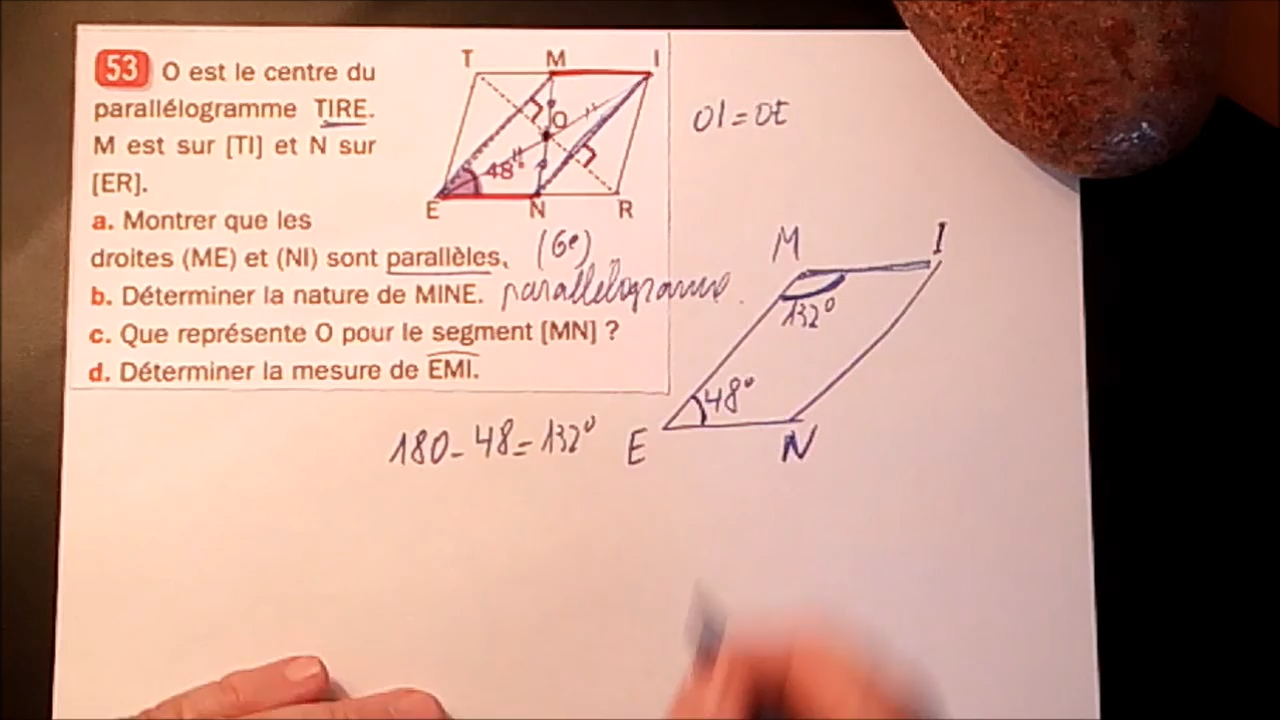 53 O est le centre du
parallélogramme TIRE.
M est sur [TI] et N sur
[ER].
a. Montrer que les
droites (ME) et (NI) sont parallèles.
b. Déterminer la nature de MINE.
c. Que représente O pour le segment [MN] ?
d. Déterminer la mesure de EMI.
T M I
O
48°
E N R
(6e)
parallélogramme.
OI = OE
M I
132°
48°
E N
180 - 48 = 132°